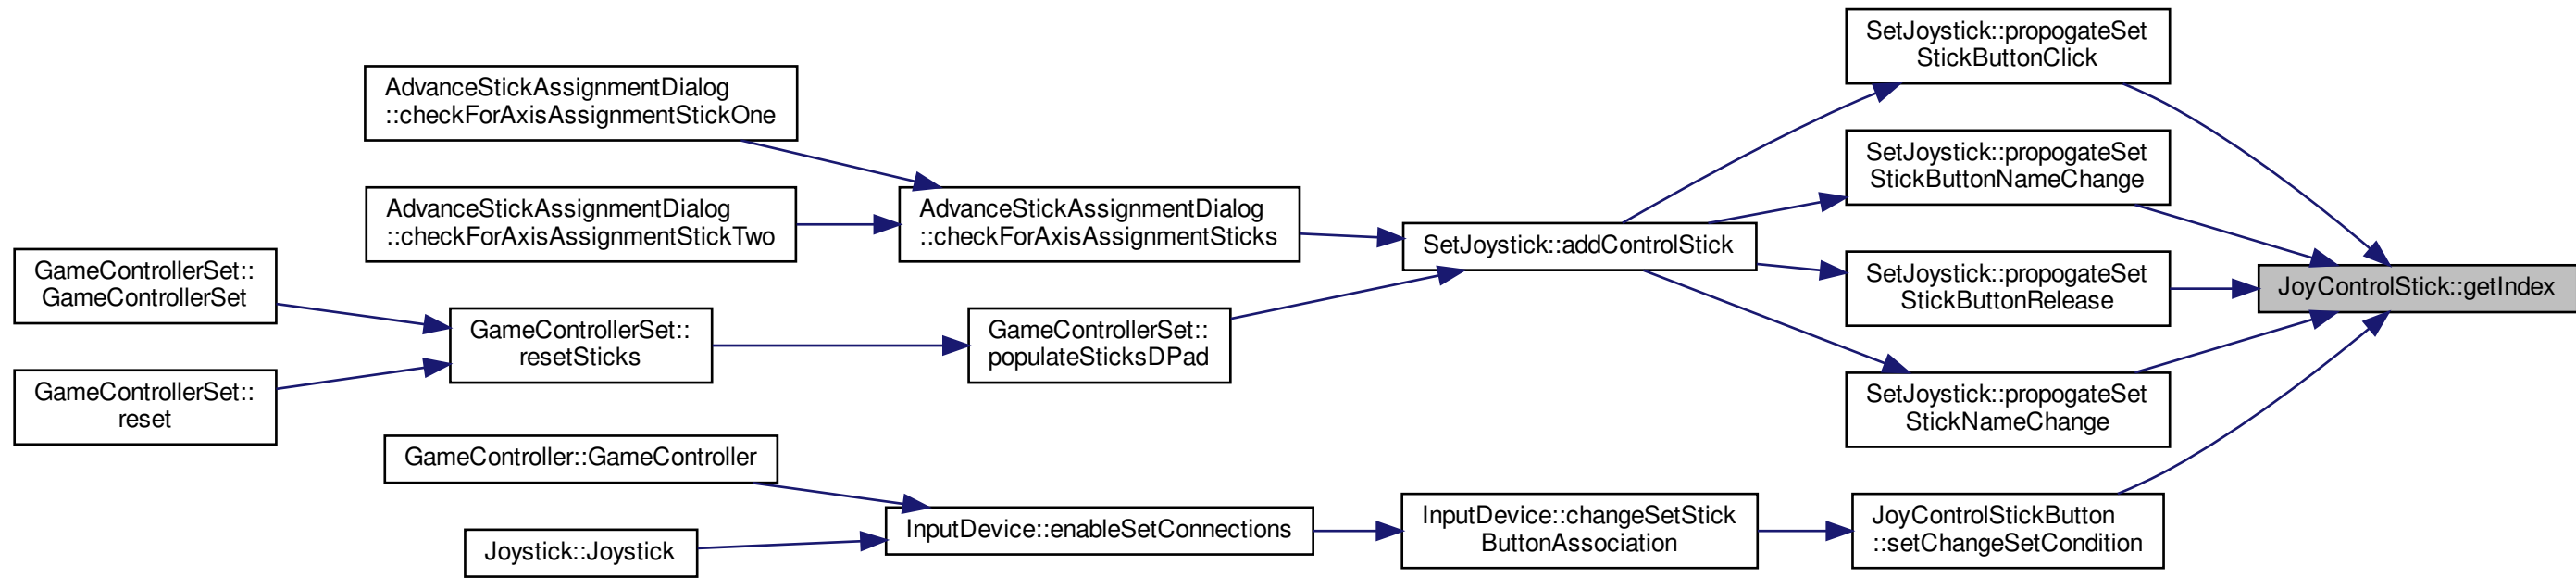 SetJoystick::propogateSet
StickButtonClick
AdvanceStickAssignmentDialog
::checkForAxisAssignmentStickOne
SetJoystick::propogateSet
StickButtonNameChange
AdvanceStickAssignmentDialog
::checkForAxisAssignmentStickTwo
AdvanceStickAssignmentDialog
::checkForAxisAssignmentSticks
SetJoystick::addControlStick
GameControllerSet::
GameControllerSet
SetJoystick::propogateSet
StickButtonRelease
JoyControlStick::getIndex
GameControllerSet::
resetSticks
GameControllerSet::
populateSticksDPad
GameControllerSet::
reset
SetJoystick::propogateSet
StickNameChange
GameController::GameController
InputDevice::enableSetConnections
InputDevice::changeSetStick
ButtonAssociation
JoyControlStickButton
::setChangeSetCondition
Joystick::Joystick